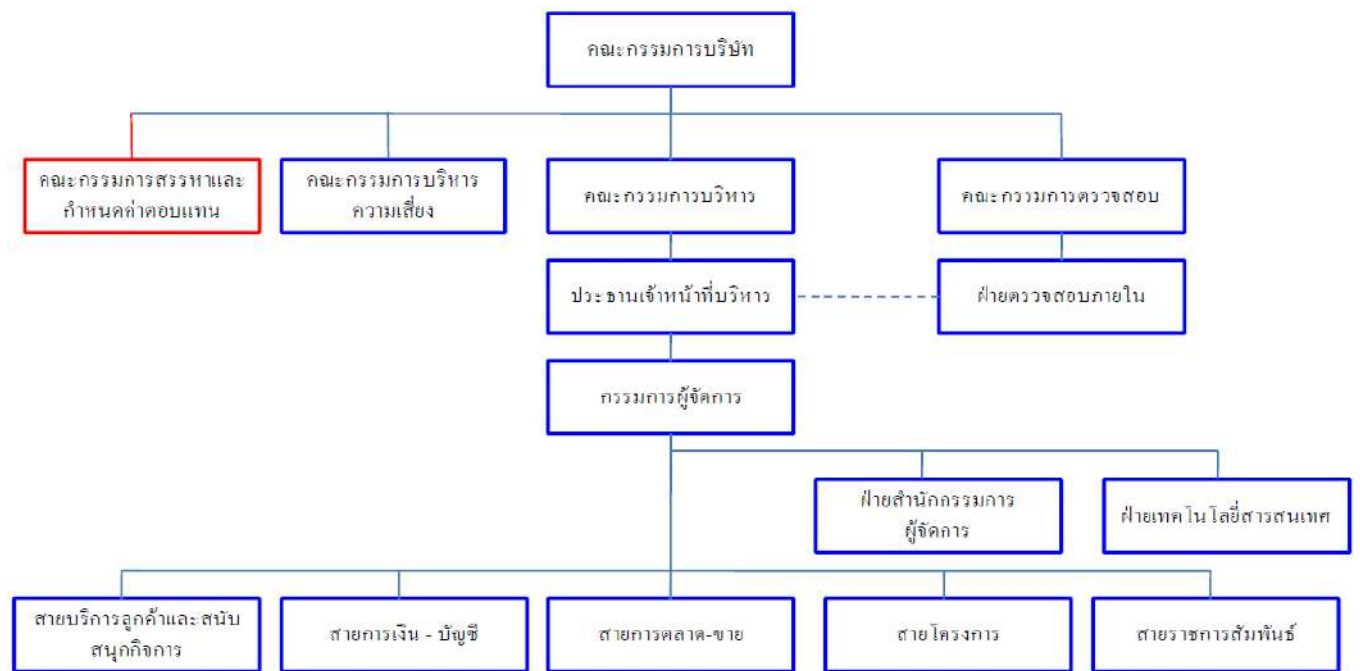 คณะกรรมการบริษัท
คณะกรรมการสรรหาและ
กำหนดค่าตอบแทน
คณะกรรมการบริหาร
ความเสี่ยง
คณะกรรมการบริหาร
คณะกรรมการตรวจสอบ
ประธานเจ้าหน้าที่บริหาร
ฝ่ายตรวจสอบภายใน
กรรมการผู้จัดการ
ฝ่ายสำนักกรรมการ
ผู้จัดการ
ฝ่ายเทคโนโลยี่สารสนเทศ
สายบริการลูกค้าและสนับ
สนุกกิจการ
สายการเงิน - บัญชี
สายการตลาด-ขาย
สายโครงการ
สายราชการสัมพันธ์